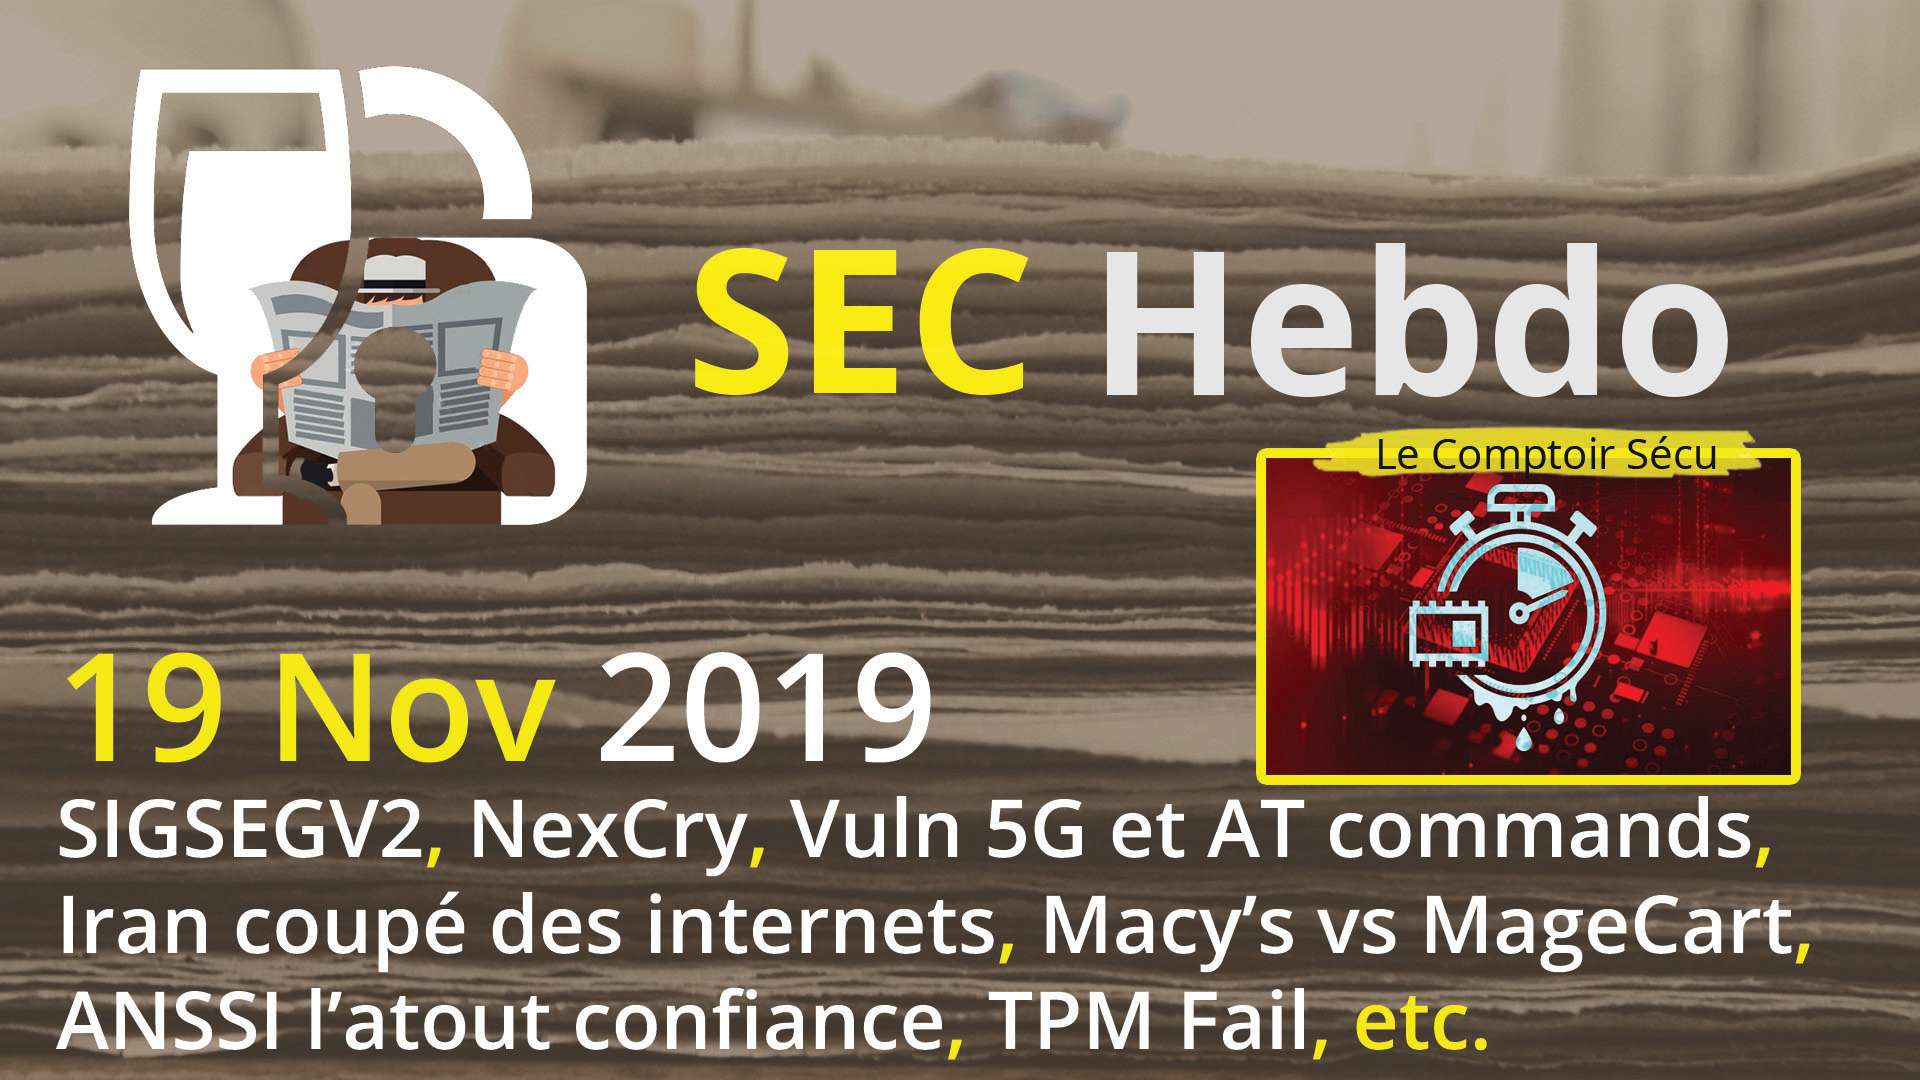 SEC Hebdo
Le Comptoir Sécu
19 Nov 2019
SIGSEGV2, NexCry, Vuln 5G et AT commands,
Iran coupé des internets, Macy’s vs MageCart,
ANSSI l’atout confiance, TPM Fail, etc.